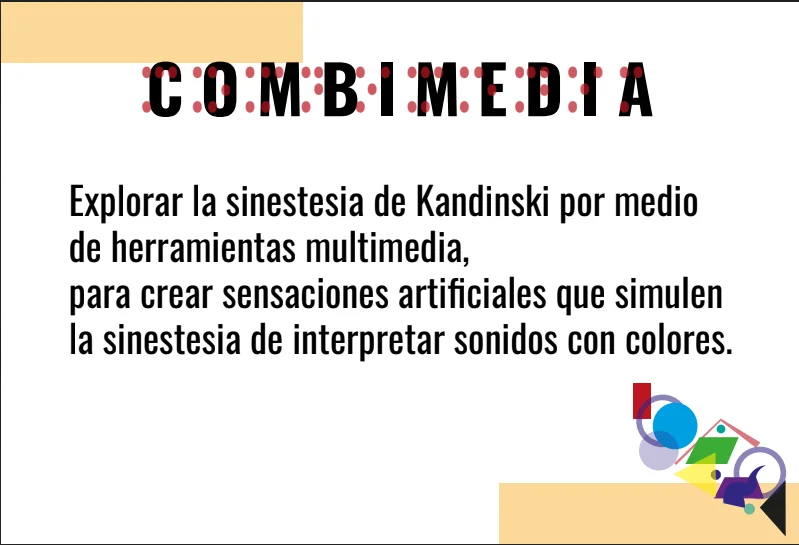 COMBIMEDIA
Explorar la sinestesia de Kandinski por medio
de herramientas multimedia,
para crear sensaciones artificiales que simulen
la sinestesia de interpretar sonidos con colores.